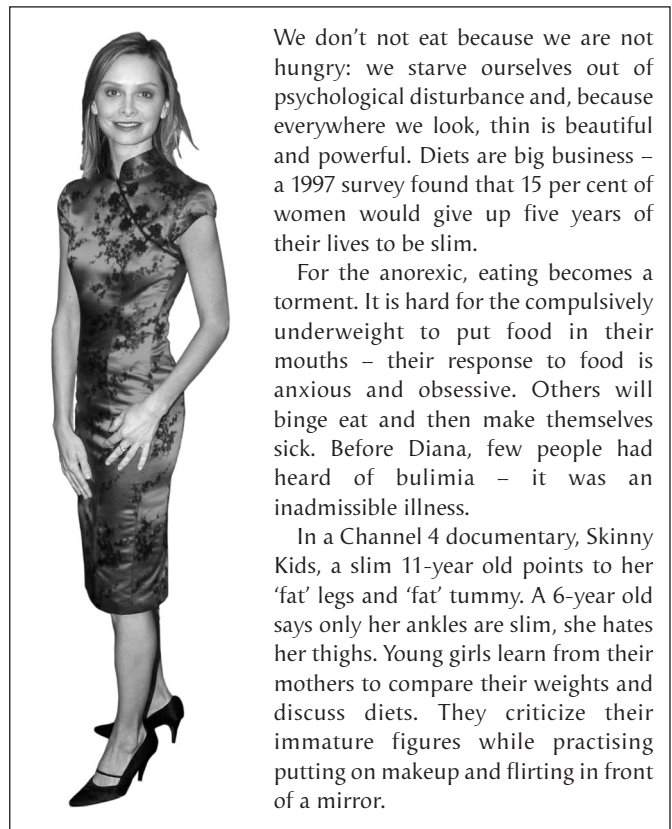 We don’t not eat because we are not
hungry: we starve ourselves out of
psychological disturbance and, because
everywhere we look, thin is beautiful
and powerful. Diets are big business –
a 1997 survey found that 15 per cent of
women would give up five years of
their lives to be slim.
For the anorexic, eating becomes a
torment. It is hard for the compulsively
underweight to put food in their
mouths – their response to food is
anxious and obsessive. Others will
binge eat and then make themselves
sick. Before Diana, few people had
heard of bulimia – it was an
inadmissible illness.
In a Channel 4 documentary, Skinny
Kids, a slim 11-year old points to her
‘fat’ legs and ‘fat’ tummy. A 6-year old
says only her ankles are slim, she hates
her thighs. Young girls learn from their
mothers to compare their weights and
discuss diets. They criticize their
immature figures while practising
putting on makeup and flirting in front
of a mirror.